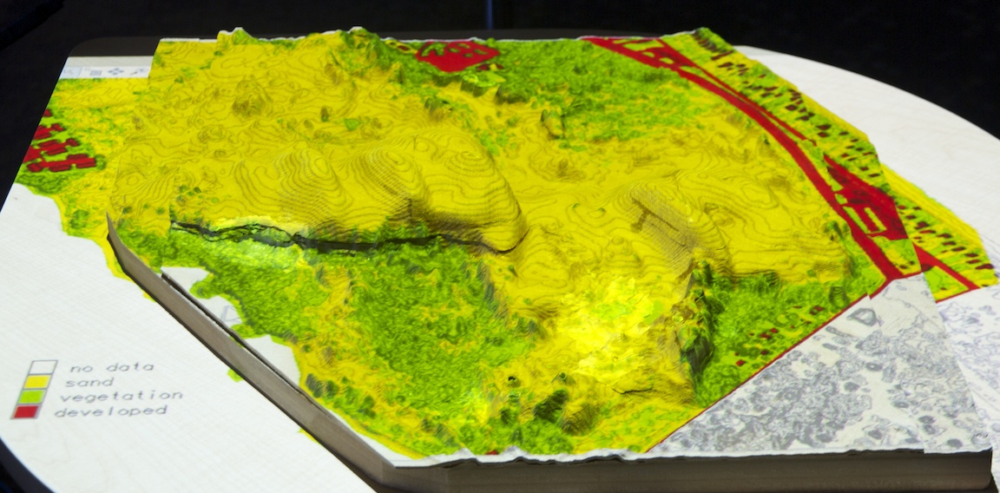 no data
sand
vegetation
developed